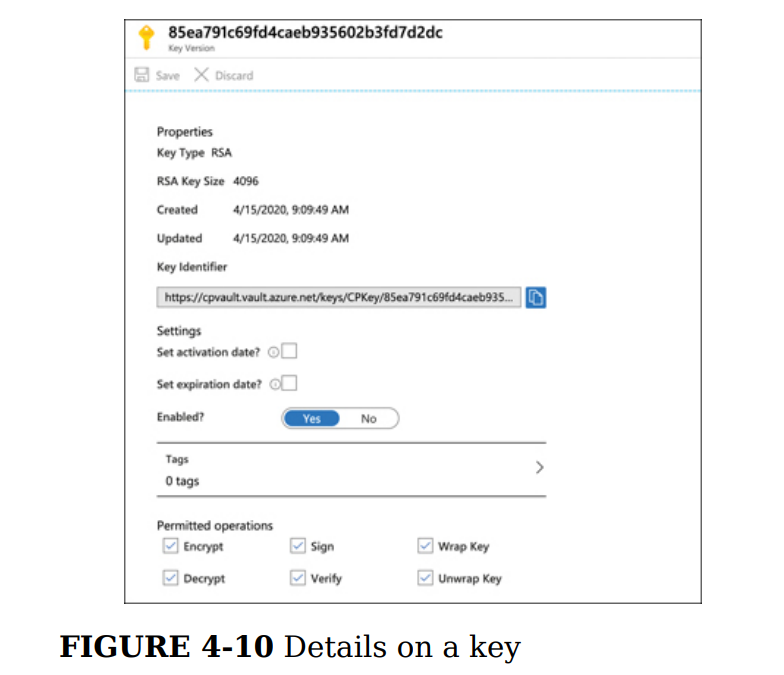 85ea791c69fd4caeb935602b3fd7d2dc
Key Version
Save Discard
Properties
Key Type RSA
RSA Key Size 4096
Created 4/15/2020, 9:09:49 AM
Updated 4/15/2020, 9:09:49 AM
Key Identifier
https://cpvault.vault.azure.net/keys/CPKey/85ea791c69fd4caeb935...
Settings
Set activation date?
Set expiration date?
Enabled? Yes No
Tags
0 tags
Permitted operations
Encrypt Sign Wrap Key
Decrypt Verify Unwrap Key
FIGURE 4-10 Details on a key